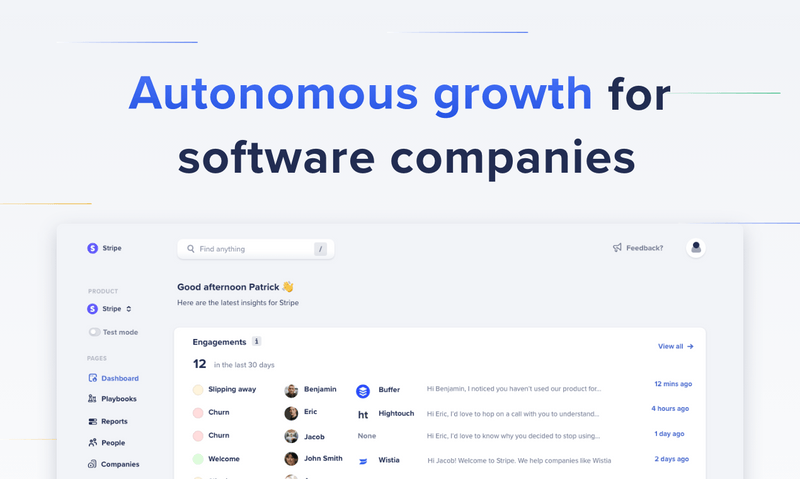 Autonomous growth for
software companies
Stripe
Find anything
/
Feedback?
PRODUCT
Stripe
Test mode
PAGES
Dashboard
Playbooks
Reports
People
Companies
Good afternoon Patrick 👋
Here are the latest insights for Stripe
Engagements i
View all →
12 in the last 30 days
Slipping away Benjamin Buffer Hi Benjamin, I noticed you haven't used our product for... 12 mins ago
Churn Eric ht Hightouch Hi Eric, I'd love to hop on a call with you to understand... 4 hours ago
Churn Jacob None Hi Eric, I'd love to know why you decided to stop using... 1 day ago
Welcome John Smith Wistia Hi Jacob! Welcome to Stripe. We help companies like Wistia 2 days ago